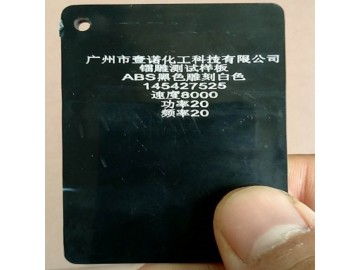 广州市壹诺化工科技有限公司
镭雕测试样板
ABS黑色雕刻白色
145427525
速度8000
功率20
频率20